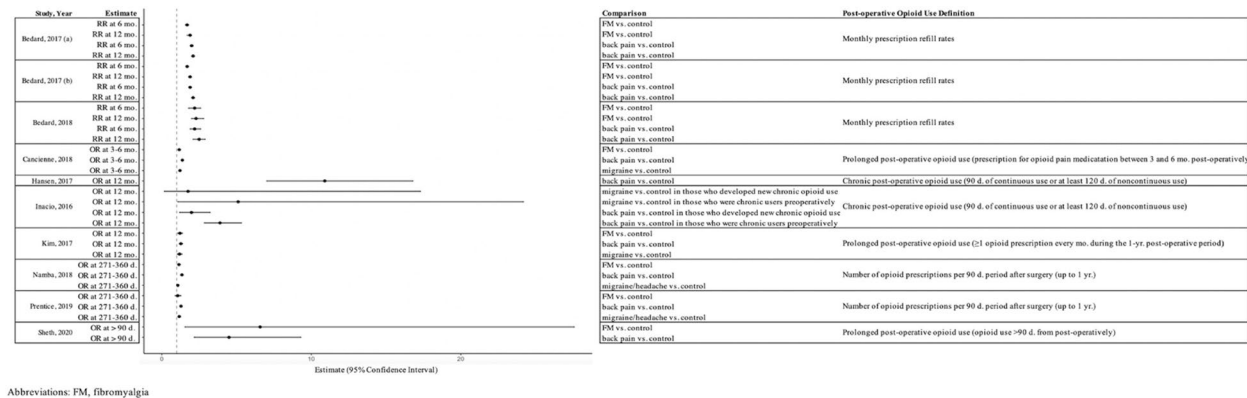 Study, Year Estimate Comparison Post-operative Opioid Use Definition
RR at 6 mo. FM vs. control
RR at 12 mo. FM vs. control
Bedard, 2017 (a) Monthly prescription refill rates
RR at 6 mo. back pain vs. control
RR at 12 mo. back pain vs. control
RR at 6 mo. FM vs. control
RR at 12 mo. FM vs. control
Bedard, 2017 (b) Monthly prescription refill rates
RR at 6 mo. back pain vs. control
RR at 12 mo. back pain vs. control
RR at 6 mo. FM vs. control
RR at 12 mo. FM vs. control
Bedard, 2018 Monthly prescription refill rates
RR at 6 mo. back pain vs. control
RR at 12 mo. back pain vs. control
OR at 3-6 mo. FM vs. control
Cancienne, 2018 OR at 3-6 mo. back pain vs. control Prolonged post-operative opioid use (prescription for opioid pain medicatation between 3 and 6 mo. post-operatively)
OR at 3-6 mo. migraine vs. control
Hansen, 2017 OR at 12 mo. back pain vs. control Chronic post-operative opioid use (90 d. of continuous use or at least 120 d. of noncontinuous use)
OR at 12 mo. migraine vs. control in those who developed new chronic opioid use
OR at 12 mo. migraine vs. control in those who were chronic users preoperatively
Inacio, 2016 Chronic post-operative opioid use (90 d. of continuous use or at least 120 d. of noncontinuous use)
OR at 12 mo. back pain vs. control in those who developed new chronic opioid use
OR at 12 mo. back pain vs. control in those who were chronic users preoperatively
OR at 12 mo. FM vs. control
Kim, 2017 OR at 12 mo. back pain vs. control Prolonged post-operative opioid use (≥1 opioid prescription every mo. during the 1-yr. post-operative period)
OR at 12 mo. migraine vs. control
OR at 271-360 d. FM vs. control
Namba, 2018 OR at 271-360 d. back pain vs. control Number of opioid prescriptions per 90 d. period after surgery (up to 1 yr.)
OR at 271-360 d. migraine/headache vs. control
OR at 271-360 d. FM vs. control
Prentice, 2019 OR at 271-360 d. back pain vs. control Number of opioid prescriptions per 90 d. period after surgery (up to 1 yr.)
OR at 271-360 d. migraine/headache vs. control
OR at > 90 d. FM vs. control
Sheth, 2020 Prolonged post-operative opioid use (opioid use >90 d. from post-operatively)
OR at > 90 d. back pain vs. control
0 10 20
Estimate (95% Confidence Interval)
Abbreviations: FM, fibromyalgia